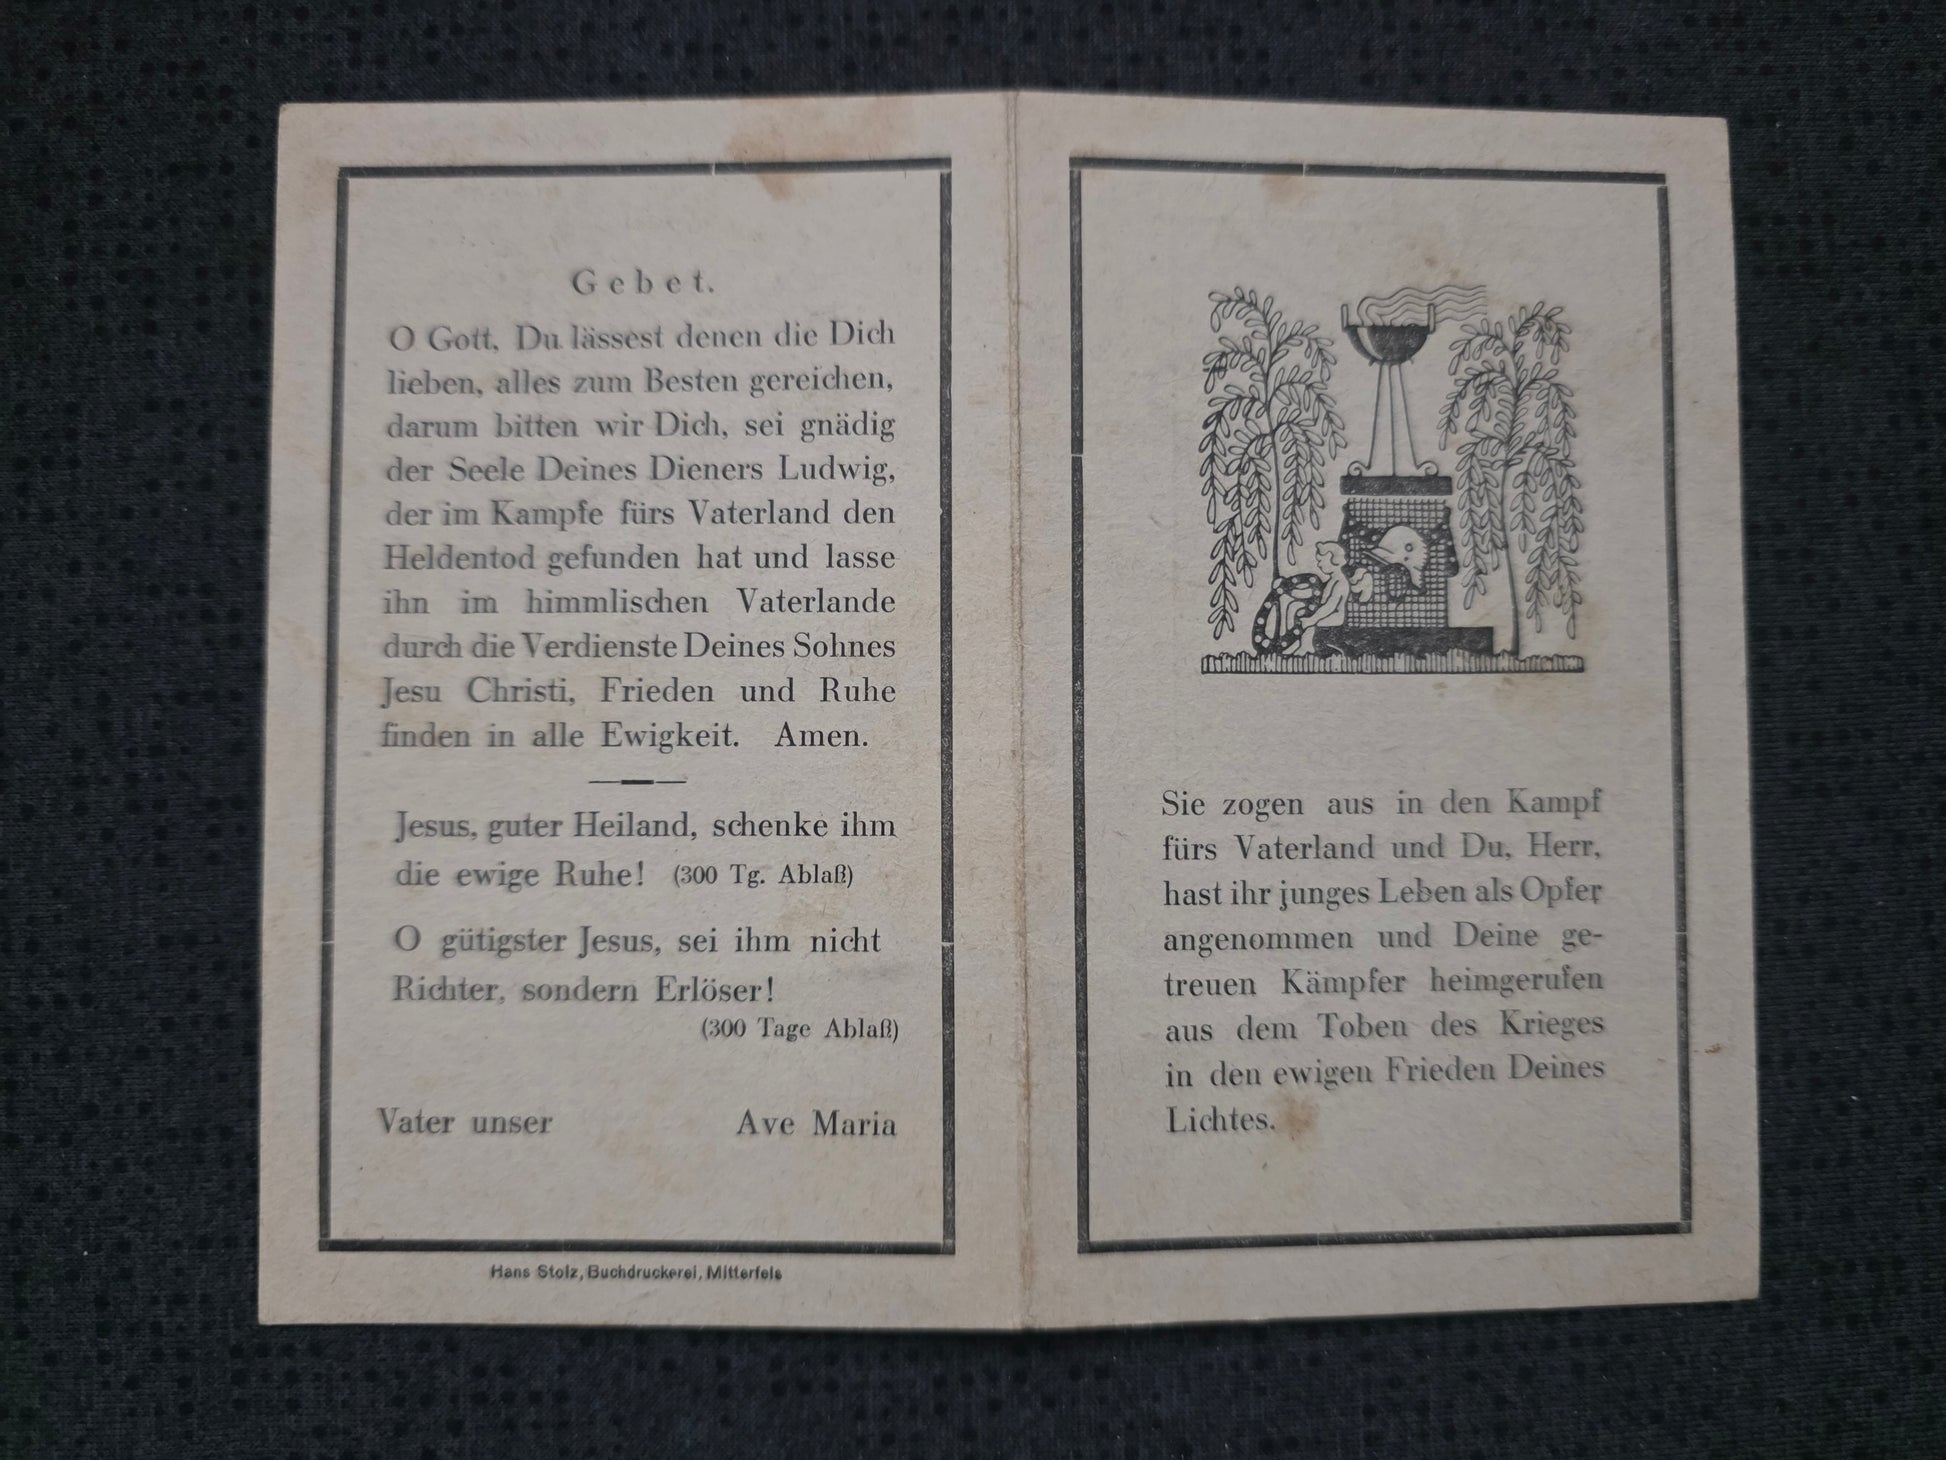 Gebet.
O Gott, Du lässest denen die Dich
lieben, alles zum Besten gereichen,
darum bitten wir Dich, sei gnädig
der Seele Deines Dieners Ludwig,
der im Kampfe fürs Vaterland den
Heldentod gefunden hat und lasse
ihn im himmlischen Vaterlande
durch die Verdienste Deines Sohnes
Jesu Christi, Frieden und Ruhe
finden in alle Ewigkeit. Amen.
Jesus, guter Heiland, schenke ihm
die ewige Ruhe! (300 Tg. Ablaß)
O gütigster Jesus, sei ihm nicht
Richter, sondern Erlöser!
(300 Tage Ablaß)
Vater unser Ave Maria
Hans Stolz, Buchdruckerei, Mitterfels
Sie zogen aus in den Kampf
fürs Vaterland und Du, Herr,
hast ihr junges Leben als Opfer
angenommen und Deine ge-
treuen Kämpfer heimgerufen
aus dem Toben des Krieges
in den ewigen Frieden Deines
Lichtes.